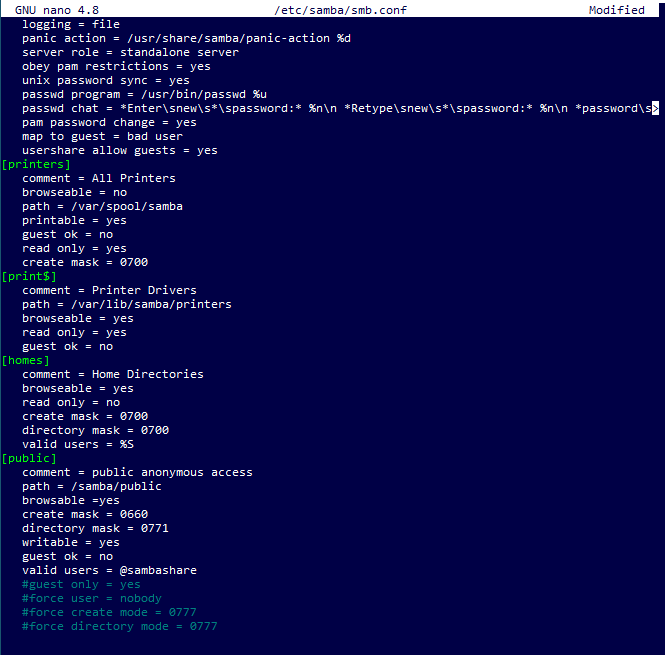 GNU nano 4.8 /etc/samba/smb.conf Modified
logging = file
panic action = /usr/share/samba/panic-action %d
server role = standalone server
obey pam restrictions = yes
unix password sync = yes
passwd program = /usr/bin/passwd %u
passwd chat = *Enter\snew\s*\spassword:* %n\n *Retype\snew\s*\spassword:* %n\n *password\s>
pam password change = yes
map to guest = bad user
usershare allow guests = yes
[printers]
comment = All Printers
browseable = no
path = /var/spool/samba
printable = yes
guest ok = no
read only = yes
create mask = 0700
[print$]
comment = Printer Drivers
path = /var/lib/samba/printers
browseable = yes
read only = yes
guest ok = no
[homes]
comment = Home Directories
browseable = yes
read only = no
create mask = 0700
directory mask = 0700
valid users = %S
[public]
comment = public anonymous access
path = /samba/public
browsable =yes
create mask = 0660
directory mask = 0771
writable = yes
guest ok = no
valid users = @sambashare
#guest only = yes
#force user = nobody
#force create mode = 0777
#force directory mode = 0777